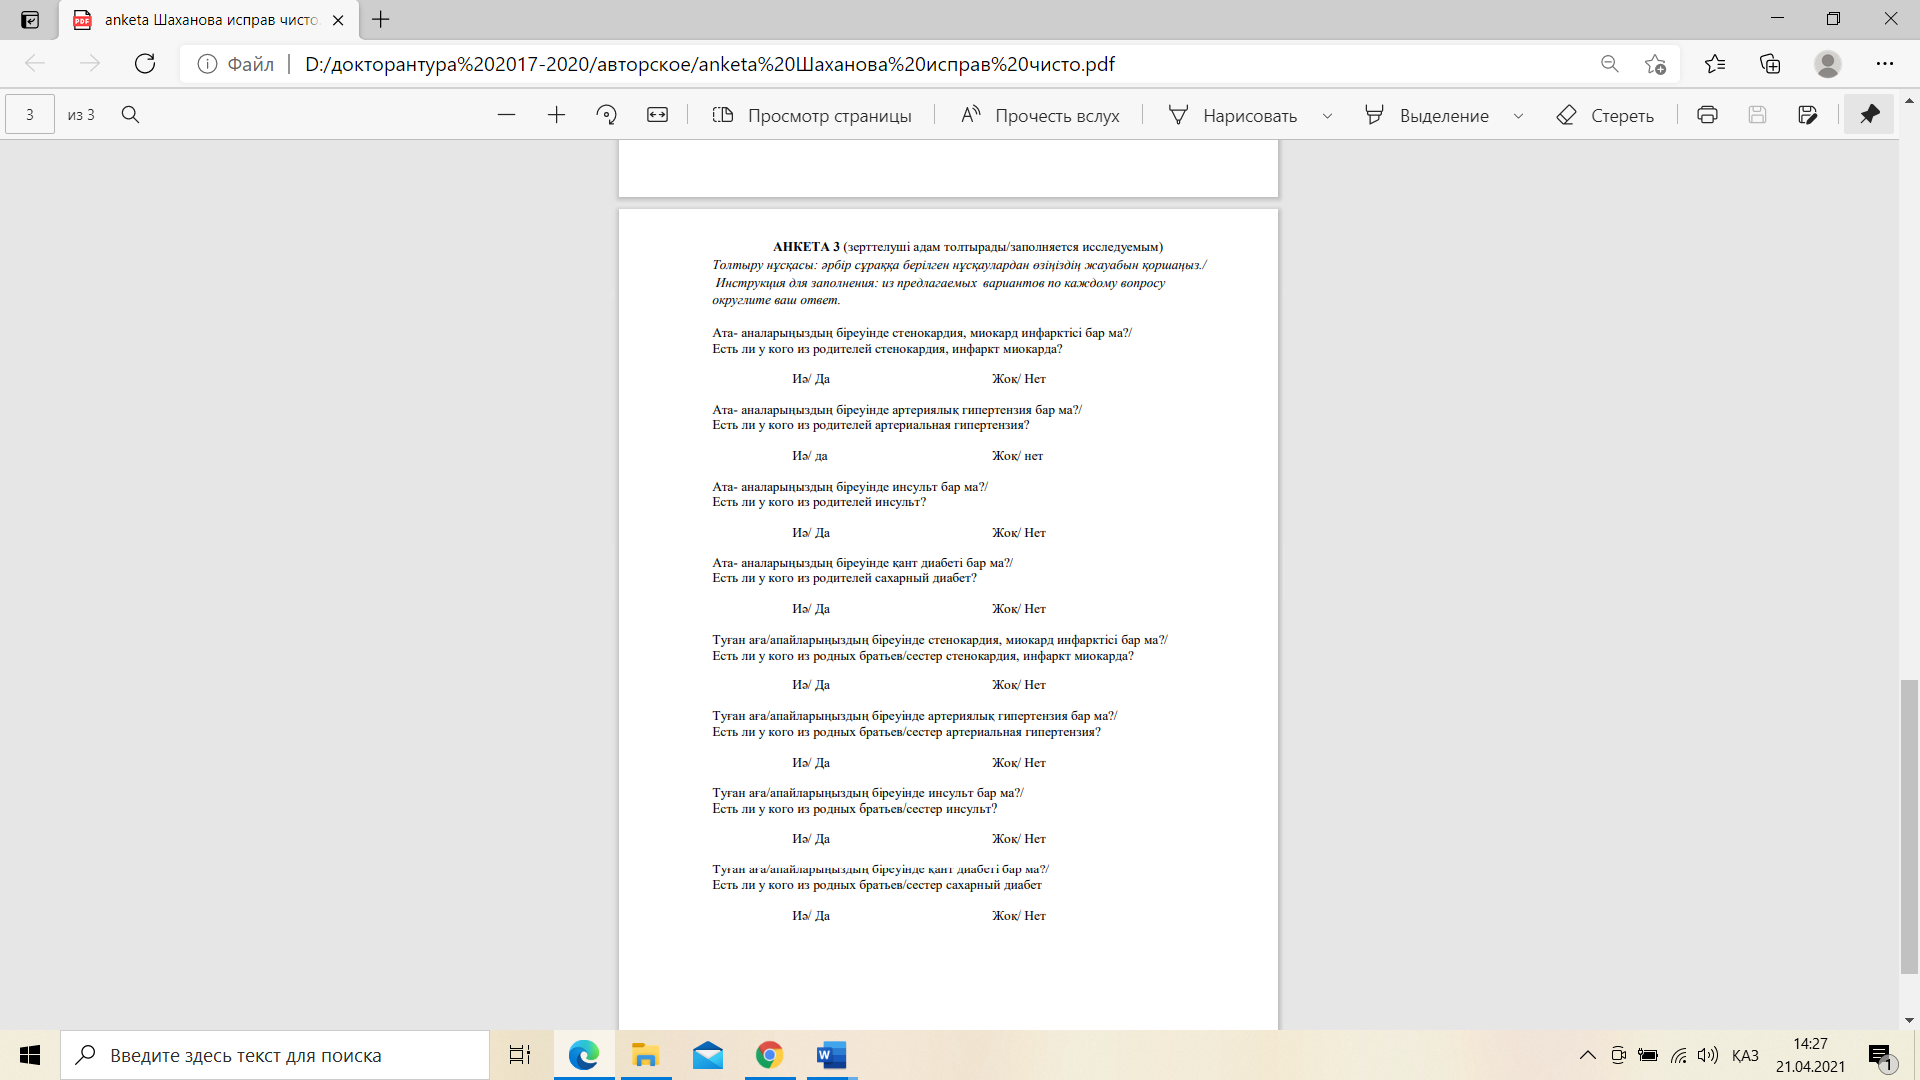 anketa Шаханова исправ чисто
Файл
D:/докторантура%202017-2020/авторское/anketa%20Шаханова%20исправ%20чисто.pdf
3 из 3
Просмотр страницы
Прочесть вслух
Нарисовать
Выделение
Стереть
АНКЕТА 3 (зерттелуші адам толтырады/заполняется исследуемым)
Толтыру нұсқасы: әрбір сұраққа берілген нұсқаулардан өзіңіздің жауабын қоршаңыз./
Инструкция для заполнения: из предлагаемых вариантов по каждому вопросу
округлите ваш ответ.
Ата- аналарыңыздың біреуінде стенокардия, миокард инфарктісі бар ма?/
Есть ли у кого из родителей стенокардия, инфаркт миокарда?
Иә/ Да Жоқ/ Нет
Ата- аналарыңыздың біреуінде артериялық гипертензия бар ма?/
Есть ли у кого из родителей артериальная гипертензия?
Иә/ да Жоқ/ нет
Ата- аналарыңыздың біреуінде инсульт бар ма?/
Есть ли у кого из родителей инсульт?
Иә/ Да Жоқ/ Нет
Ата- аналарыңыздың біреуінде қант диабеті бар ма?/
Есть ли у кого из родителей сахарный диабет?
Иә/ Да Жоқ/ Нет
Туған аға/апайларыңыздың біреуінде стенокардия, миокард инфарктісі бар ма?/
Есть ли у кого из родных братьев/сестер стенокардия, инфаркт миокарда?
Иә/ Да Жоқ/ Нет
Туған аға/апайларыңыздың біреуінде артериялық гипертензия бар ма?/
Есть ли у кого из родных братьев/сестер артериальная гипертензия?
Иә/ Да Жоқ/ Нет
Туған аға/апайларыңыздың біреуінде инсульт бар ма?/
Есть ли у кого из родных братьев/сестер инсульт?
Иә/ Да Жоқ/ Нет
Туған аға/апайларыңыздың біреуінде қант диабеті бар ма?/
Есть ли у кого из родных братьев/сестер сахарный диабет
Иә/ Да Жоқ/ Нет
Введите здесь текст для поиска
ҚАЗ
14:27
21.04.2021
1